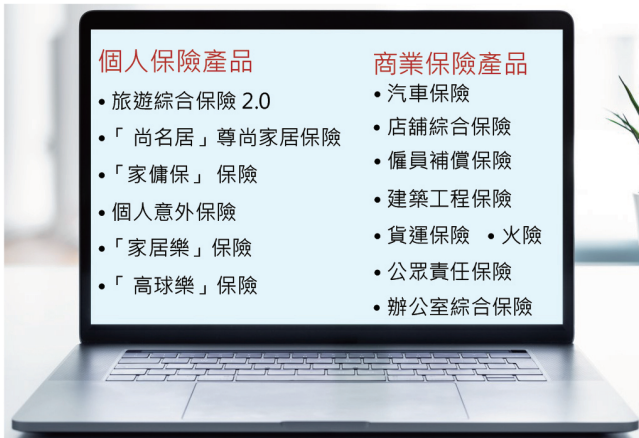 個人保險產品
• 旅遊綜合保險 2.0
•「 尚名居」尊尚家居保險
•「家傭保」 保險
• 個人意外保險
•「家居樂」保險
•「 高球樂」保險
商業保險產品
• 汽車保險
• 店舖綜合保險
• 僱員補償保險
• 建築工程保險
• 貨運保險 • 火險
• 公眾責任保險
• 辦公室綜合保險